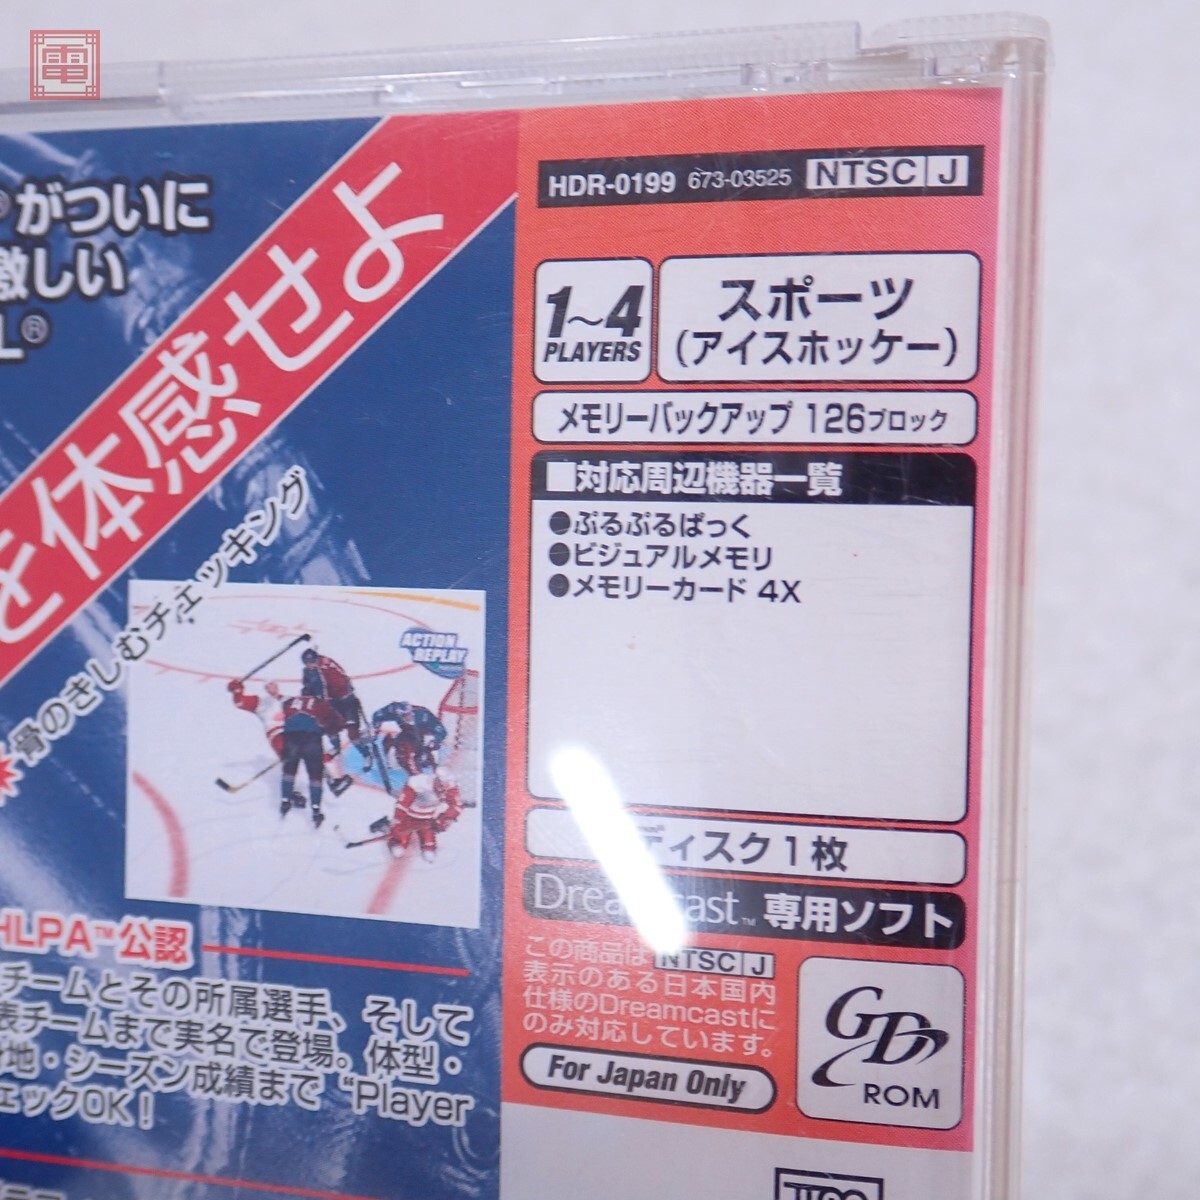 電
がついに
激しい
L®
を体感せよ
骨のきしむチェッキング
ACTION
REPLAY
HLPA™公認
チームとその所属選手、そして
表チームまで実名で登場。体型・
地・シーズン成績まで "Player
ェックOK!
HDR-0199 673-03525 NTSC J
1~4
PLAYERS
スポーツ
(アイスホッケー)
メモリーバックアップ 126ブロック
■対応周辺機器一覧
●ぷるぷるぱっく
●ビジュアルメモリ
●メモリーカード 4X
ディスク1枚
Dreamcast™ 専用ソフト
この商品は NTSC J
表示のある日本国内
仕様のDreamcastに
のみ対応しています。
For Japan Only
GD
ROM